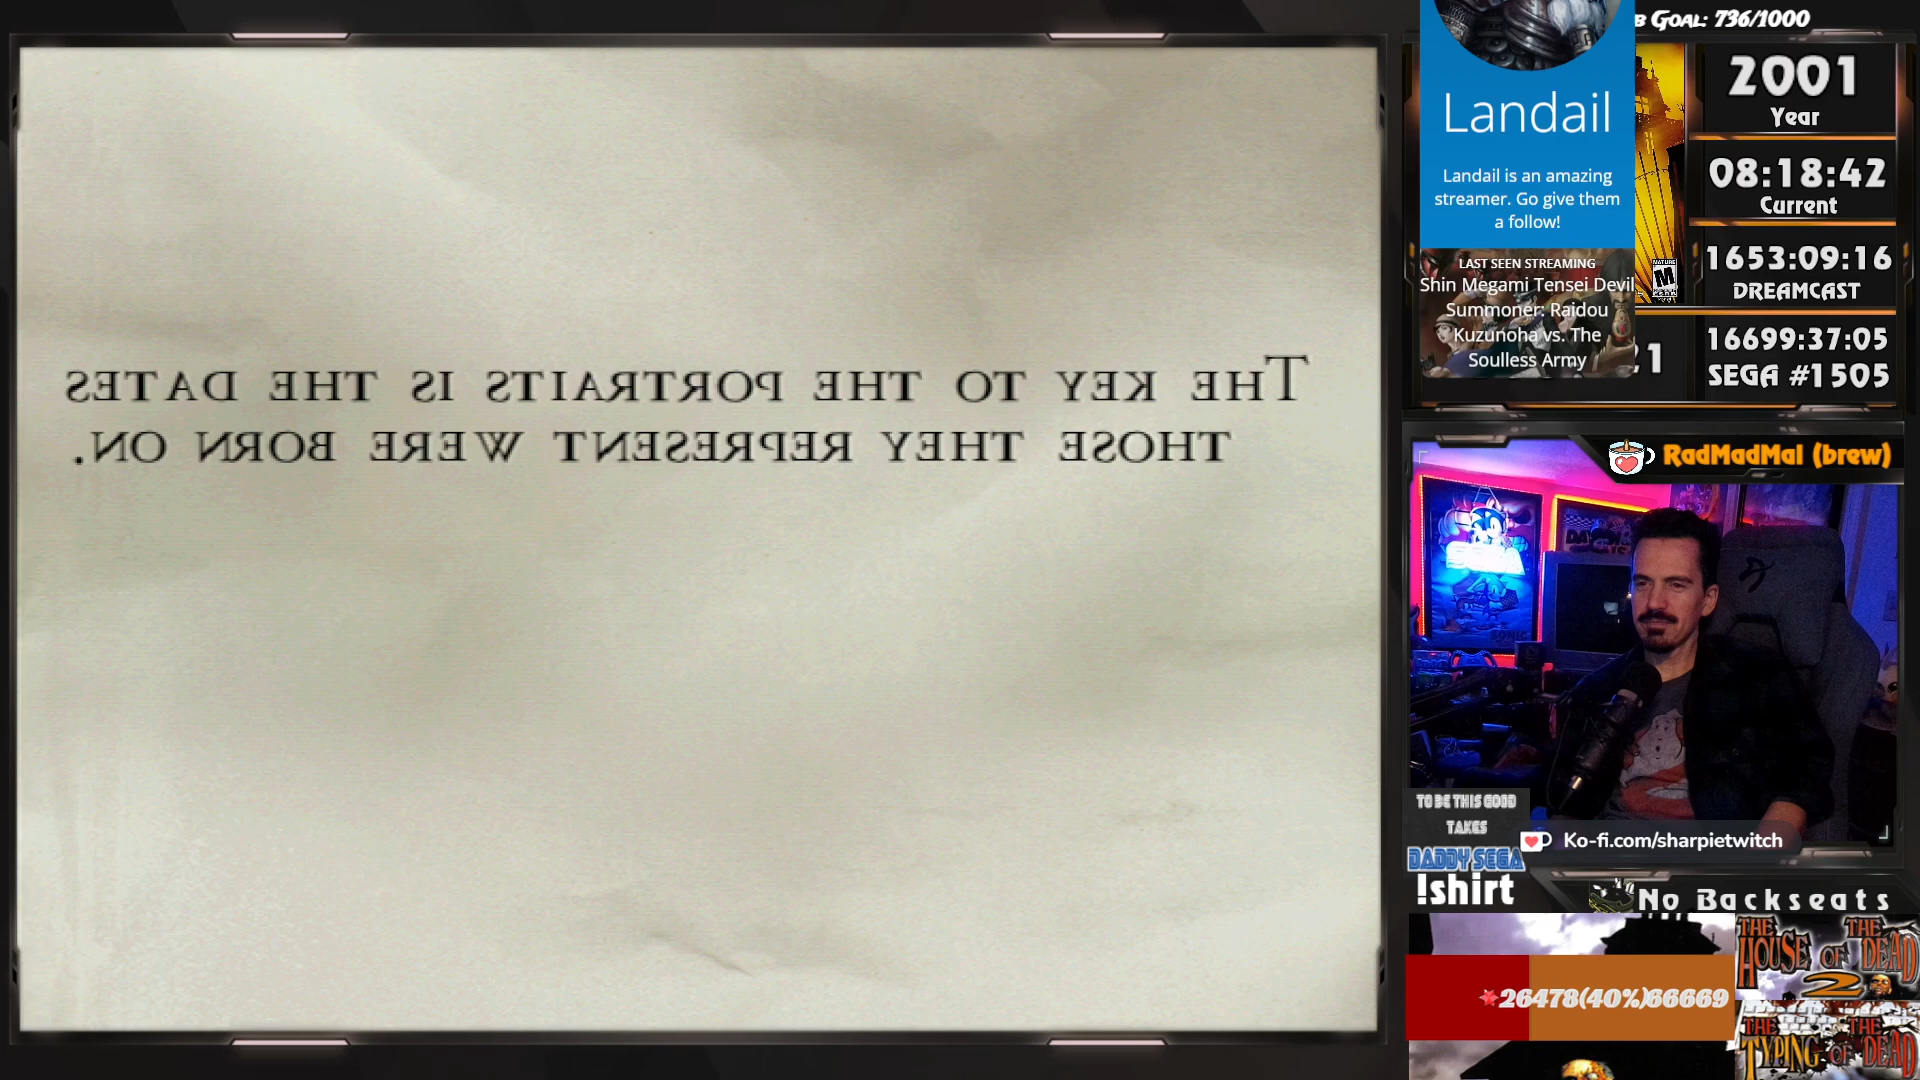 THE KEY TO THE PORTRAITS IS THE DATES
THOSE THEY REPRESENT WERE BORN ON.
Landail
Landail is an amazing
streamer. Go give them
a follow!
LAST SEEN STREAMING
Shin Megami Tensei Devil
Summoner: Raidou
Kuzunoha vs. The
Soulless Army
B GOAL: 736/1000
2001
Year
08:18:42
Current
1653:09:16
DREAMCAST
16699:37:05
SEGA #1505
MATURE
M
RadMadMal (brew)
SONIC
TO BE THIS GOOD
TAKES
DADDY SEGA
!shirt
Ko-fi.com/sharpietwitch
No Backseats
26478(40%)66669
THE HOUSE OF THE DEAD
2
THE TYPING OF THE DEAD